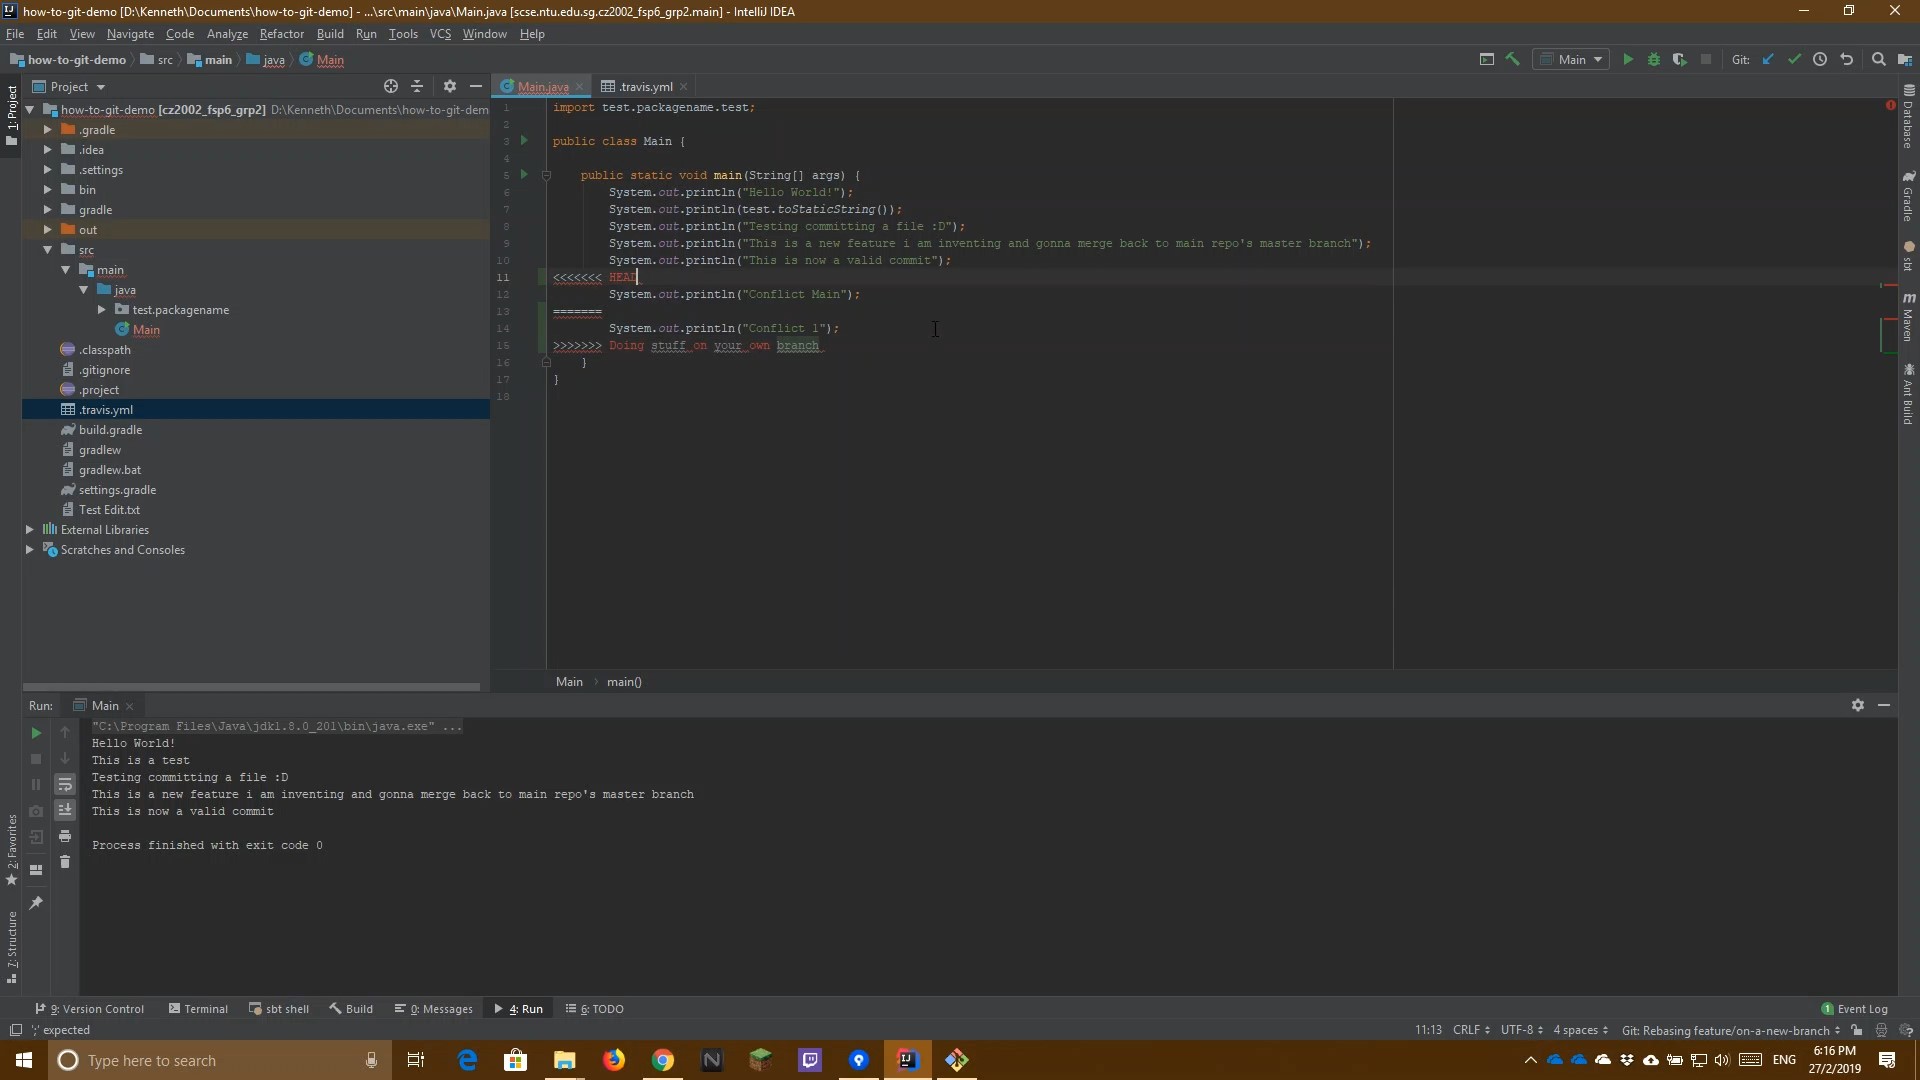 how-to-git-demo [D:\Kenneth\Documents\how-to-git-demo] - ...\src\main\java\Main.java [scse.ntu.edu.sg.cz2002_fsp6_grp2.main] - IntelliJ IDEA
File Edit View Navigate Code Analyze Refactor Build Run Tools VCS Window Help
how-to-git-demo src main java Main
Main Git:
Project
Main.java .travis.yml
1: Project
how-to-git-demo [cz2002_fsp6_grp2] D:\Kenneth\Documents\how-to-git-dem
.gradle
.idea
.settings
bin
gradle
out
src
main
java
test.packagename
Main
.classpath
.gitignore
.project
.travis.yml
build.gradle
gradlew
gradlew.bat
settings.gradle
Test Edit.txt
External Libraries
Scratches and Consoles
1 import test.packagename.test;
2
3 public class Main {
4
5 public static void main(String[] args) {
6 System.out.println("Hello World!");
7 System.out.println(test.toStaticString());
8 System.out.println("Testing committing a file :D");
9 System.out.println("This is a new feature i am inventing and gonna merge back to main repo's master branch");
10 System.out.println("This is now a valid commit");
11 <<<<<<< HEAD
12 System.out.println("Conflict Main");
13 =======
14 System.out.println("Conflict 1");
15 >>>>>>> Doing stuff on your own branch
16 }
17 }
18
Main main()
Database
Gradle
sbt
Maven
Ant Build
Run: Main
"C:\Program Files\Java\jdk1.8.0_201\bin\java.exe" ...
Hello World!
This is a test
Testing committing a file :D
This is a new feature i am inventing and gonna merge back to main repo's master branch
This is now a valid commit
Process finished with exit code 0
2: Favorites
7: Structure
9: Version Control Terminal sbt shell Build 0: Messages 4: Run 6: TODO 1 Event Log
';' expected 11:13 CRLF UTF-8 4 spaces Git: Rebasing feature/on-a-new-branch
Type here to search
ENG
6:16 PM
27/2/2019